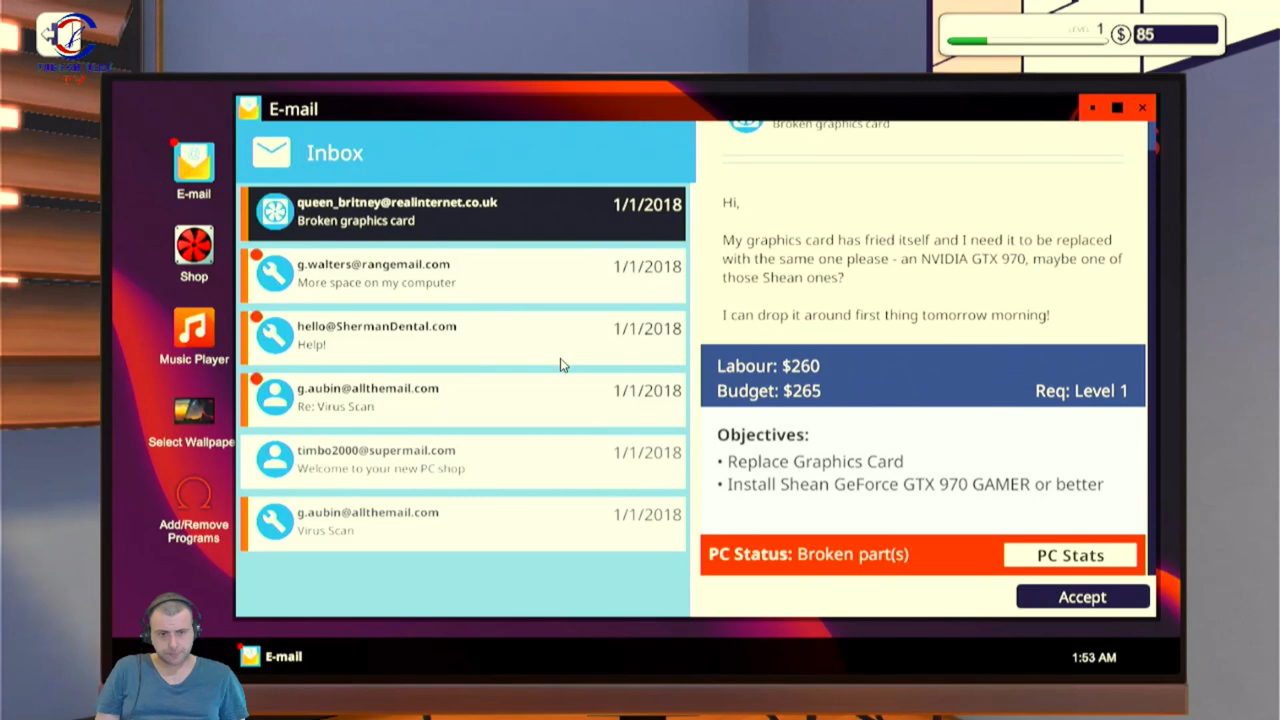 LEVEL 1 $ 85
E-mail
Inbox
queen_britney@realinternet.co.uk 1/1/2018
Broken graphics card
g.walters@rangemail.com 1/1/2018
More space on my computer
hello@ShermanDental.com 1/1/2018
Help!
g.aubin@allthemail.com 1/1/2018
Re: Virus Scan
timbo2000@supermail.com 1/1/2018
Welcome to your new PC shop
g.aubin@allthemail.com 1/1/2018
Virus Scan
Broken graphics card
Hi,
My graphics card has fried itself and I need it to be replaced
with the same one please - an NVIDIA GTX 970, maybe one of
those Shean ones?
I can drop it around first thing tomorrow morning!
Labour: $260
Budget: $265 Req: Level 1
Objectives:
• Replace Graphics Card
• Install Shean GeForce GTX 970 GAMER or better
PC Status: Broken part(s) PC Stats
Accept
E-mail
Shop
Music Player
Select Wallpape
Add/Remove
Programs
E-mail 1:53 AM